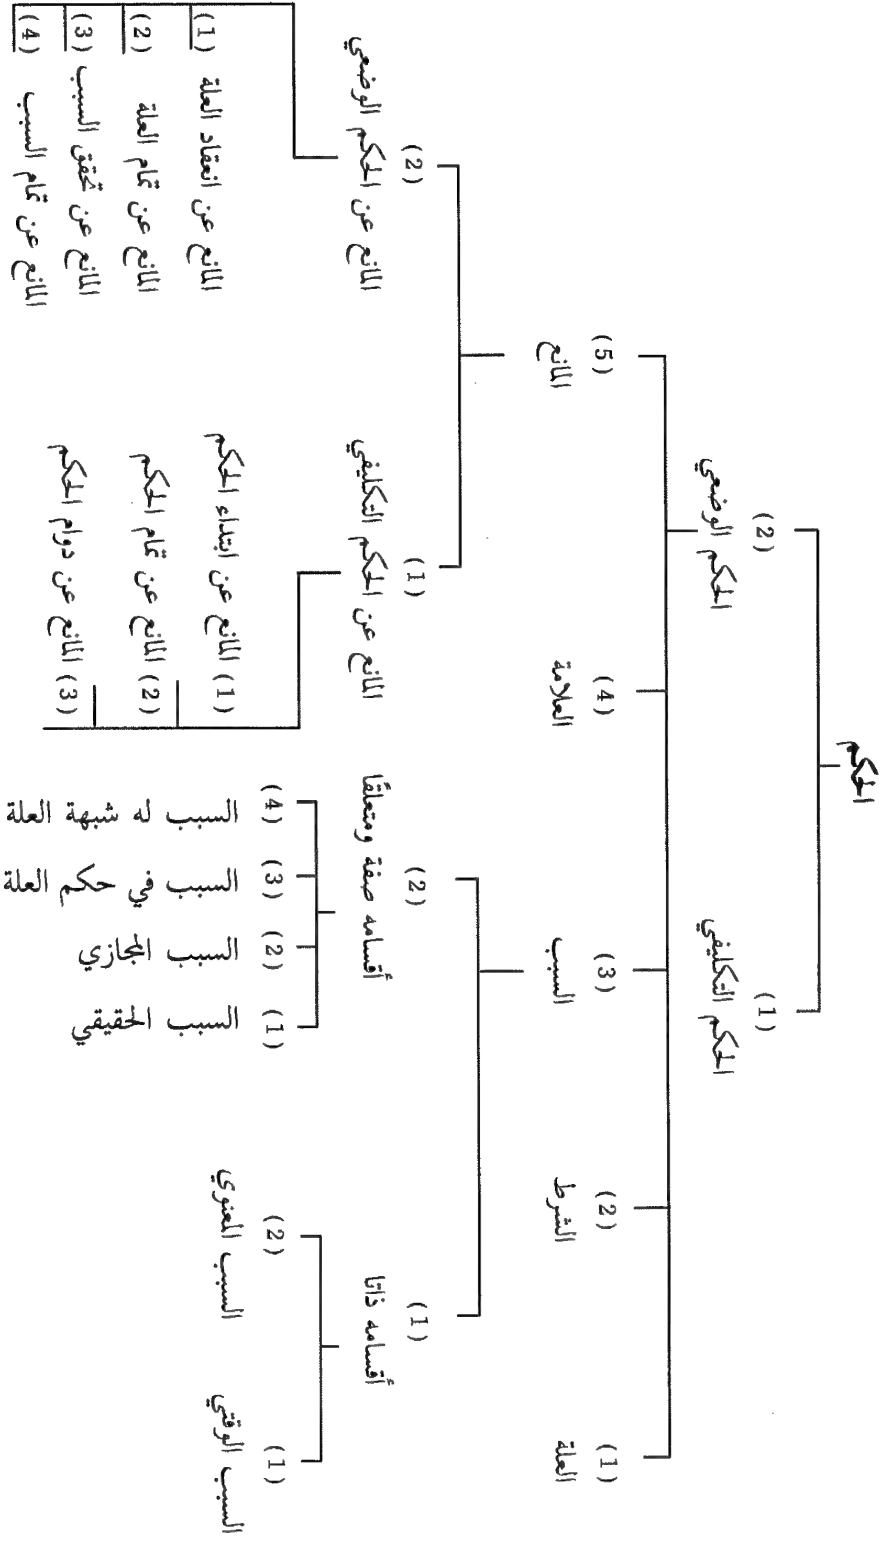 الحكم
(1)
الحكم التكليفي
(2)
الحكم الوضعي
(1)
العلة
(2)
الشرط
(3)
السبب
(4)
العلامة
(5)
المانع
(1)
أقسامه ذاتا
(2)
أقسامه صفة ومتعلقًا
(1)
السبب الوقتي
(2)
السبب المعنوي
(1) السبب الحقيقي
(2) السبب المجازي
(3) السبب في حكم العلة
(4) السبب له شبهة العلة
(1)
المانع عن الحكم التكليفي
(2)
المانع عن الحكم الوضعي
(1) المانع عن ابتداء الحكم
(2) المانع عن تمام الحكم
(3) المانع عن دوام الحكم
(1) المانع عن انعقاد العلة
(2) المانع عن تمام العلة
(3) المانع عن تحقق السبب
(4) المانع عن تمام السبب